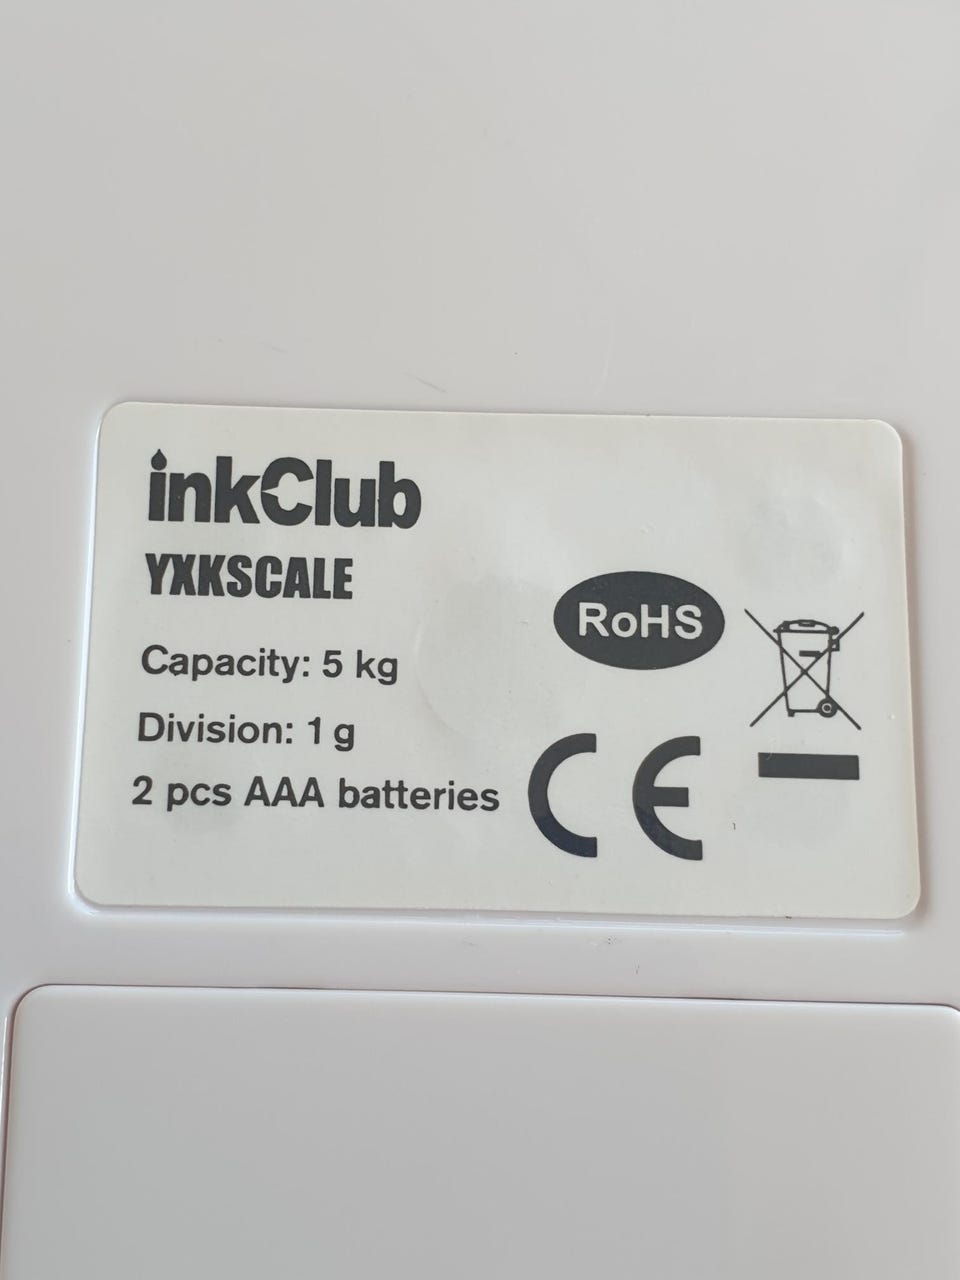 inkClub
YXKSCALE
Capacity: 5 kg
Division: 1 g
2 pcs AAA batteries
RoHS
CE